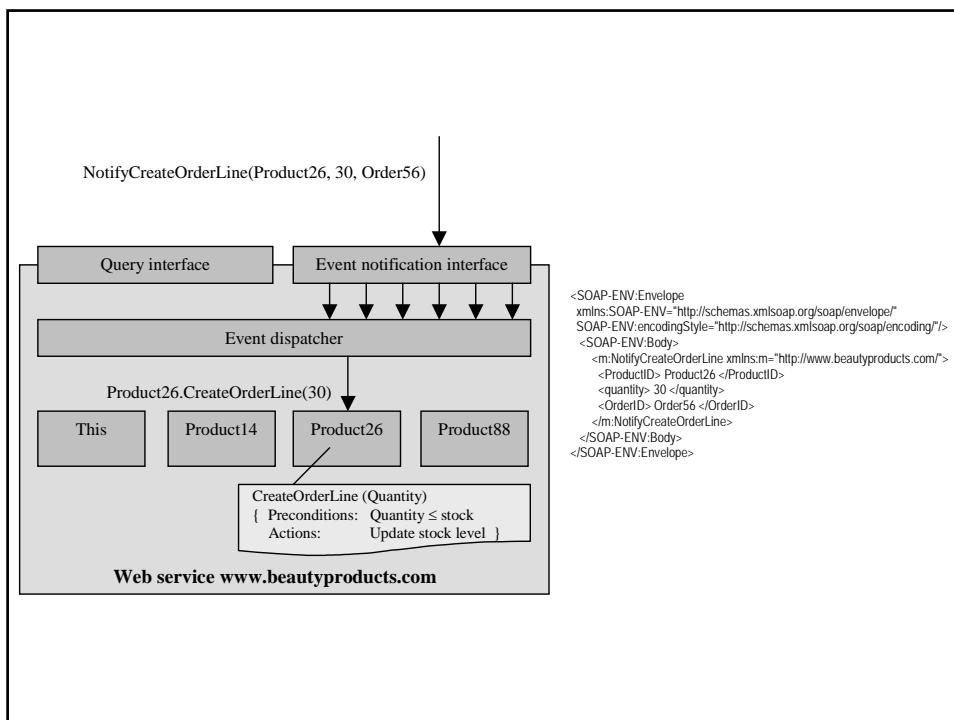 NotifyCreateOrderLine(Product26, 30, Order56)
Query interface
Event notification interface
Event dispatcher
Product26.CreateOrderLine(30)
This
Product14
Product26
Product88
CreateOrderLine (Quantity)
{ Preconditions: Quantity ≤ stock
Actions: Update stock level }
Web service www.beautyproducts.com
<SOAP-ENV:Envelope
xmlns:SOAP-ENV="http://schemas.xmlsoap.org/soap/envelope/"
SOAP-ENV:encodingStyle="http://schemas.xmlsoap.org/soap/encoding/"/>
<SOAP-ENV:Body>
<m:NotifyCreateOrderLine xmlns:m="http://www.beautyproducts.com/">
<ProductID> Product26 </ProductID>
<quantity> 30 </quantity>
<OrderID> Order56 </OrderID>
</m:NotifyCreateOrderLine>
</SOAP-ENV:Body>
</SOAP-ENV:Envelope>